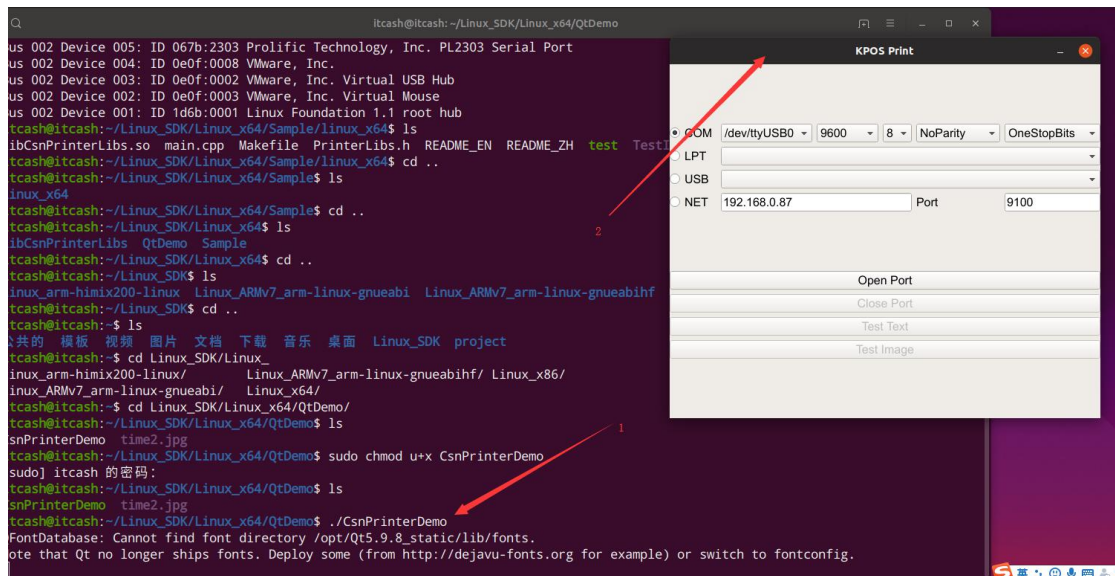 itcash@itcash: ~/Linux_SDK/Linux_x64/QtDemo
us 002 Device 005: ID 067b:2303 Prolific Technology, Inc. PL2303 Serial Port
us 002 Device 004: ID 0e0f:0008 VMware, Inc.
us 002 Device 003: ID 0e0f:0002 VMware, Inc. Virtual USB Hub
us 002 Device 002: ID 0e0f:0003 VMware, Inc. Virtual Mouse
us 002 Device 001: ID 1d6b:0001 Linux Foundation 1.1 root hub
tcash@itcash:~/Linux_SDK/Linux_x64/Sample/linux_x64$ ls
ibCsnPrinterLibs.so main.cpp Makefile PrinterLibs.h README_EN README_ZH test TestI
tcash@itcash:~/Linux_SDK/Linux_x64/Sample/linux_x64$ cd ..
tcash@itcash:~/Linux_SDK/Linux_x64/Sample$ ls
inux_x64
tcash@itcash:~/Linux_SDK/Linux_x64/Sample$ cd ..
tcash@itcash:~/Linux_SDK/Linux_x64$ ls
ibCsnPrinterLibs QtDemo Sample
tcash@itcash:~/Linux_SDK/Linux_x64$ cd ..
tcash@itcash:~/Linux_SDK$ ls
inux_arm-himix200-linux Linux_ARMv7_arm-linux-gnueabi Linux_ARMv7_arm-linux-gnueabihf
tcash@itcash:~/Linux_SDK$ cd ..
tcash@itcash:~$ ls
公共的 模板 视频 图片 文档 下载 音乐 桌面 Linux_SDK project
tcash@itcash:~$ cd Linux_SDK/Linux_
inux_arm-himix200-linux/ Linux_ARMv7_arm-linux-gnueabihf/ Linux_x86/
inux_ARMv7_arm-linux-gnueabi/ Linux_x64/
tcash@itcash:~$ cd Linux_SDK/Linux_x64/QtDemo/
tcash@itcash:~/Linux_SDK/Linux_x64/QtDemo$ ls
snPrinterDemo time2.jpg
tcash@itcash:~/Linux_SDK/Linux_x64/QtDemo$ sudo chmod u+x CsnPrinterDemo
sudo] itcash 的密码：
tcash@itcash:~/Linux_SDK/Linux_x64/QtDemo$ ls
snPrinterDemo time2.jpg
tcash@itcash:~/Linux_SDK/Linux_x64/QtDemo$ ./CsnPrinterDemo
FontDatabase: Cannot find font directory /opt/Qt5.9.8_static/lib/fonts.
ote that Qt no longer ships fonts. Deploy some (from http://dejavu-fonts.org for example) or switch to fontconfig.
1
2
KPOS Print
COM /dev/ttyUSB0 9600 8 NoParity OneStopBits
LPT
USB
NET 192.168.0.87 Port 9100
Open Port
Close Port
Test Text
Test Image
英